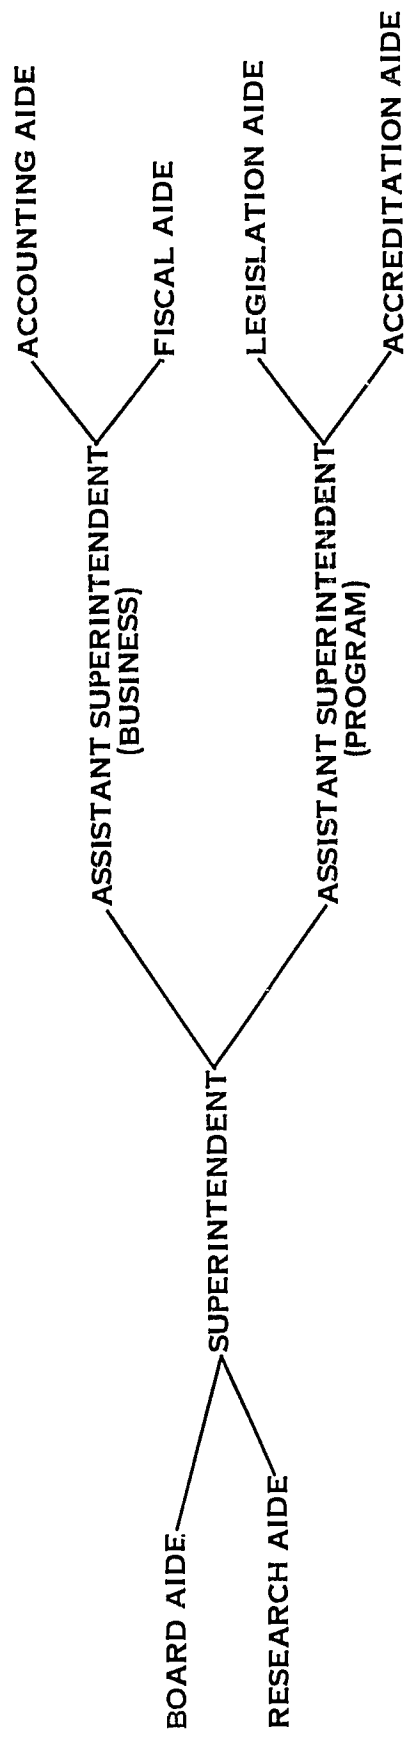 BOARD AIDE
RESEARCH AIDE
SUPERINTENDENT
ASSISTANT SUPERINTENDENT
(BUSINESS)
ACCOUNTING AIDE
FISCAL AIDE
ASSISTANT SUPERINTENDENT
(PROGRAM)
LEGISLATION AIDE
ACCREDITATION AIDE